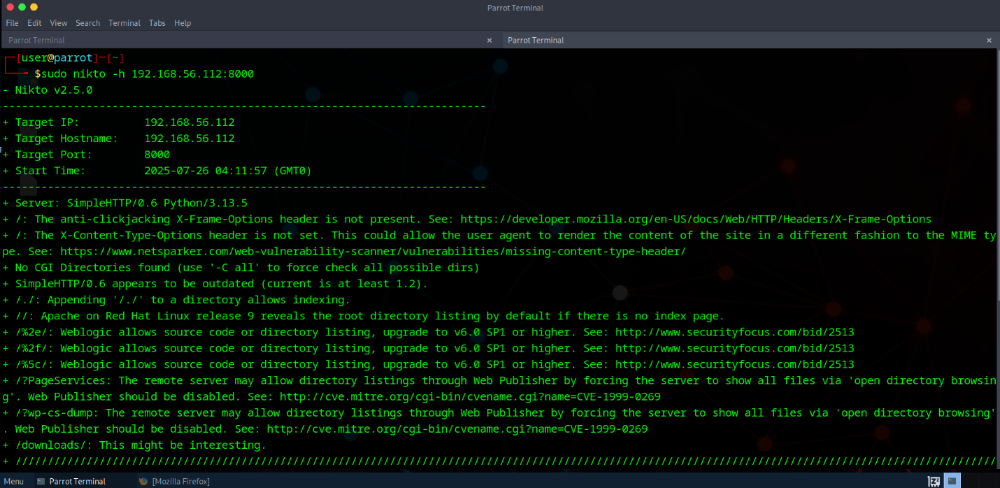 Parrot Terminal
File Edit View Search Terminal Tabs Help
Parrot Terminal × Parrot Terminal ×
┌─[user@parrot]─[~]
└──╼ $sudo nikto -h 192.168.56.112:8000
- Nikto v2.5.0
---------------------------------------------------------------------------
+ Target IP:          192.168.56.112
+ Target Hostname:    192.168.56.112
+ Target Port:        8000
+ Start Time:         2025-07-26 04:11:57 (GMT0)
---------------------------------------------------------------------------
+ Server: SimpleHTTP/0.6 Python/3.13.5
+ /: The anti-clickjacking X-Frame-Options header is not present. See: https://developer.mozilla.org/en-US/docs/Web/HTTP/Headers/X-Frame-Options
+ /: The X-Content-Type-Options header is not set. This could allow the user agent to render the content of the site in a different fashion to the MIME ty
pe. See: https://www.netsparker.com/web-vulnerability-scanner/vulnerabilities/missing-content-type-header/
+ No CGI Directories found (use '-C all' to force check all possible dirs)
+ SimpleHTTP/0.6 appears to be outdated (current is at least 1.2).
+ /./: Appending '/./' to a directory allows indexing.
+ //: Apache on Red Hat Linux release 9 reveals the root directory listing by default if there is no index page.
+ /%2e/: Weblogic allows source code or directory listing, upgrade to v6.0 SP1 or higher. See: http://www.securityfocus.com/bid/2513
+ /%2f/: Weblogic allows source code or directory listing, upgrade to v6.0 SP1 or higher. See: http://www.securityfocus.com/bid/2513
+ /%5c/: Weblogic allows source code or directory listing, upgrade to v6.0 SP1 or higher. See: http://www.securityfocus.com/bid/2513
+ /?PageServices: The remote server may allow directory listings through Web Publisher by forcing the server to show all files via 'open directory browsin
g'. Web Publisher should be disabled. See: http://cve.mitre.org/cgi-bin/cvename.cgi?name=CVE-1999-0269
+ /?wp-cs-dump: The remote server may allow directory listings through Web Publisher by forcing the server to show all files via 'open directory browsing'
. Web Publisher should be disabled. See: http://cve.mitre.org/cgi-bin/cvename.cgi?name=CVE-1999-0269
+ /downloads/: This might be interesting.
+ ////////////////////////////////////////////////////////////////////////////////////////////////////////////////////////////////////////////////////////
Menu Parrot Terminal [Mozilla Firefox]